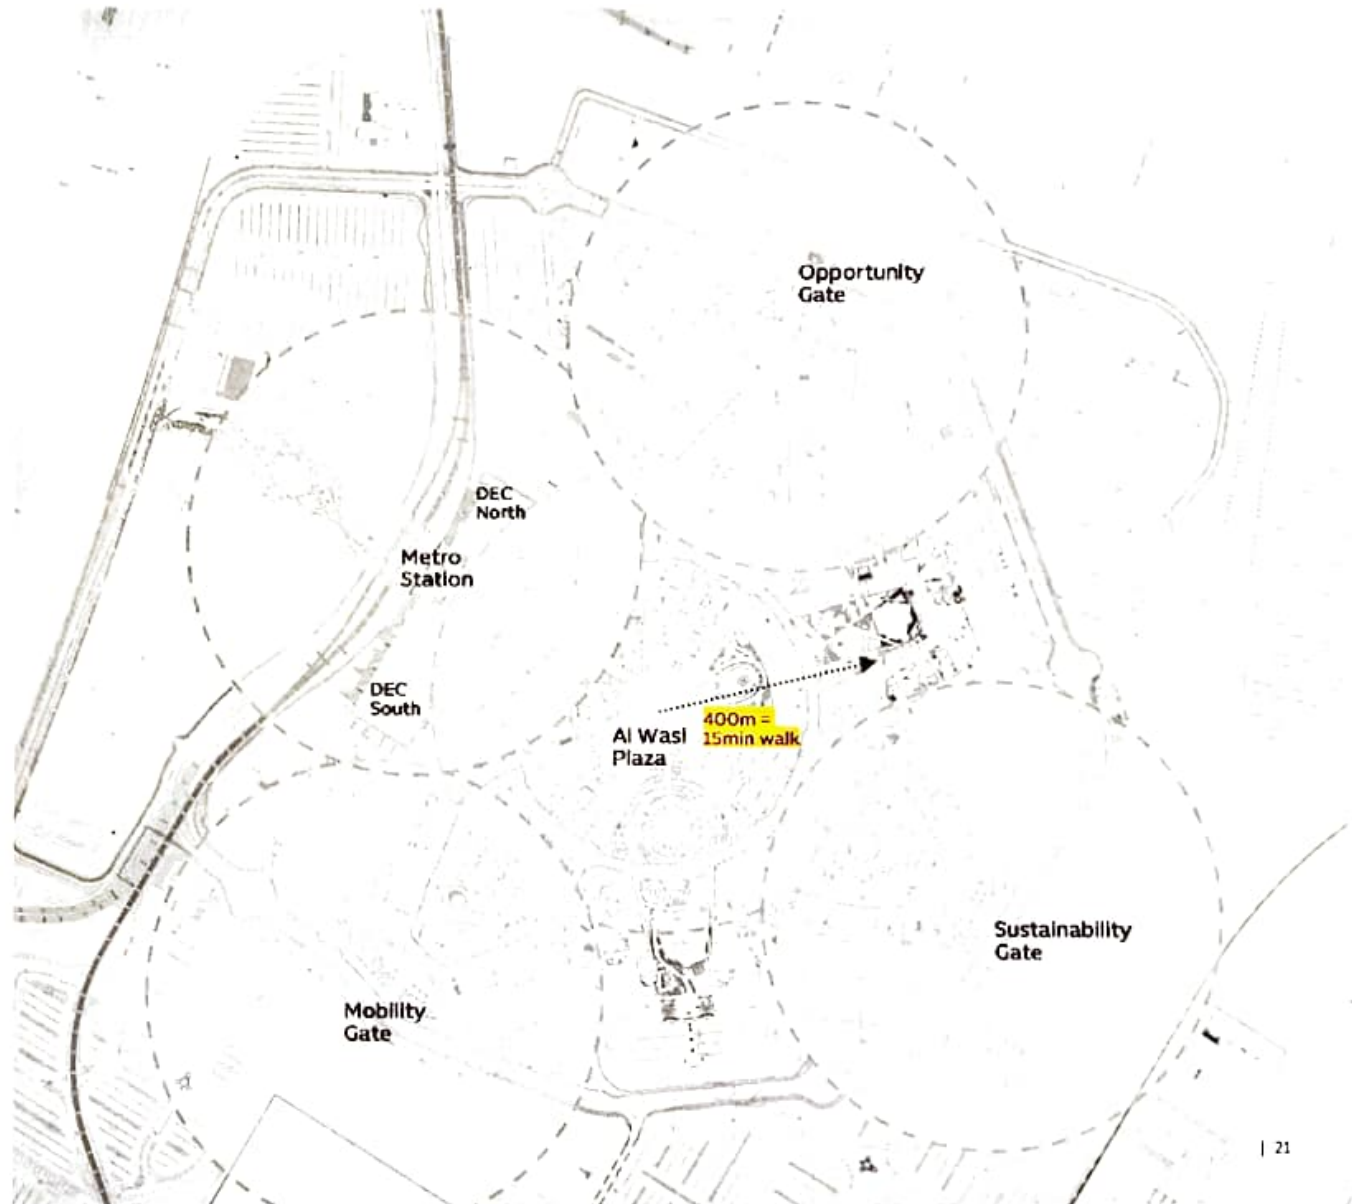 Opportunity
Gate
DEC
North
Metro
Station
DEC
South
Al Wasl
Plaza
400m =
15min walk
Sustainability
Gate
Mobility
Gate
| 21